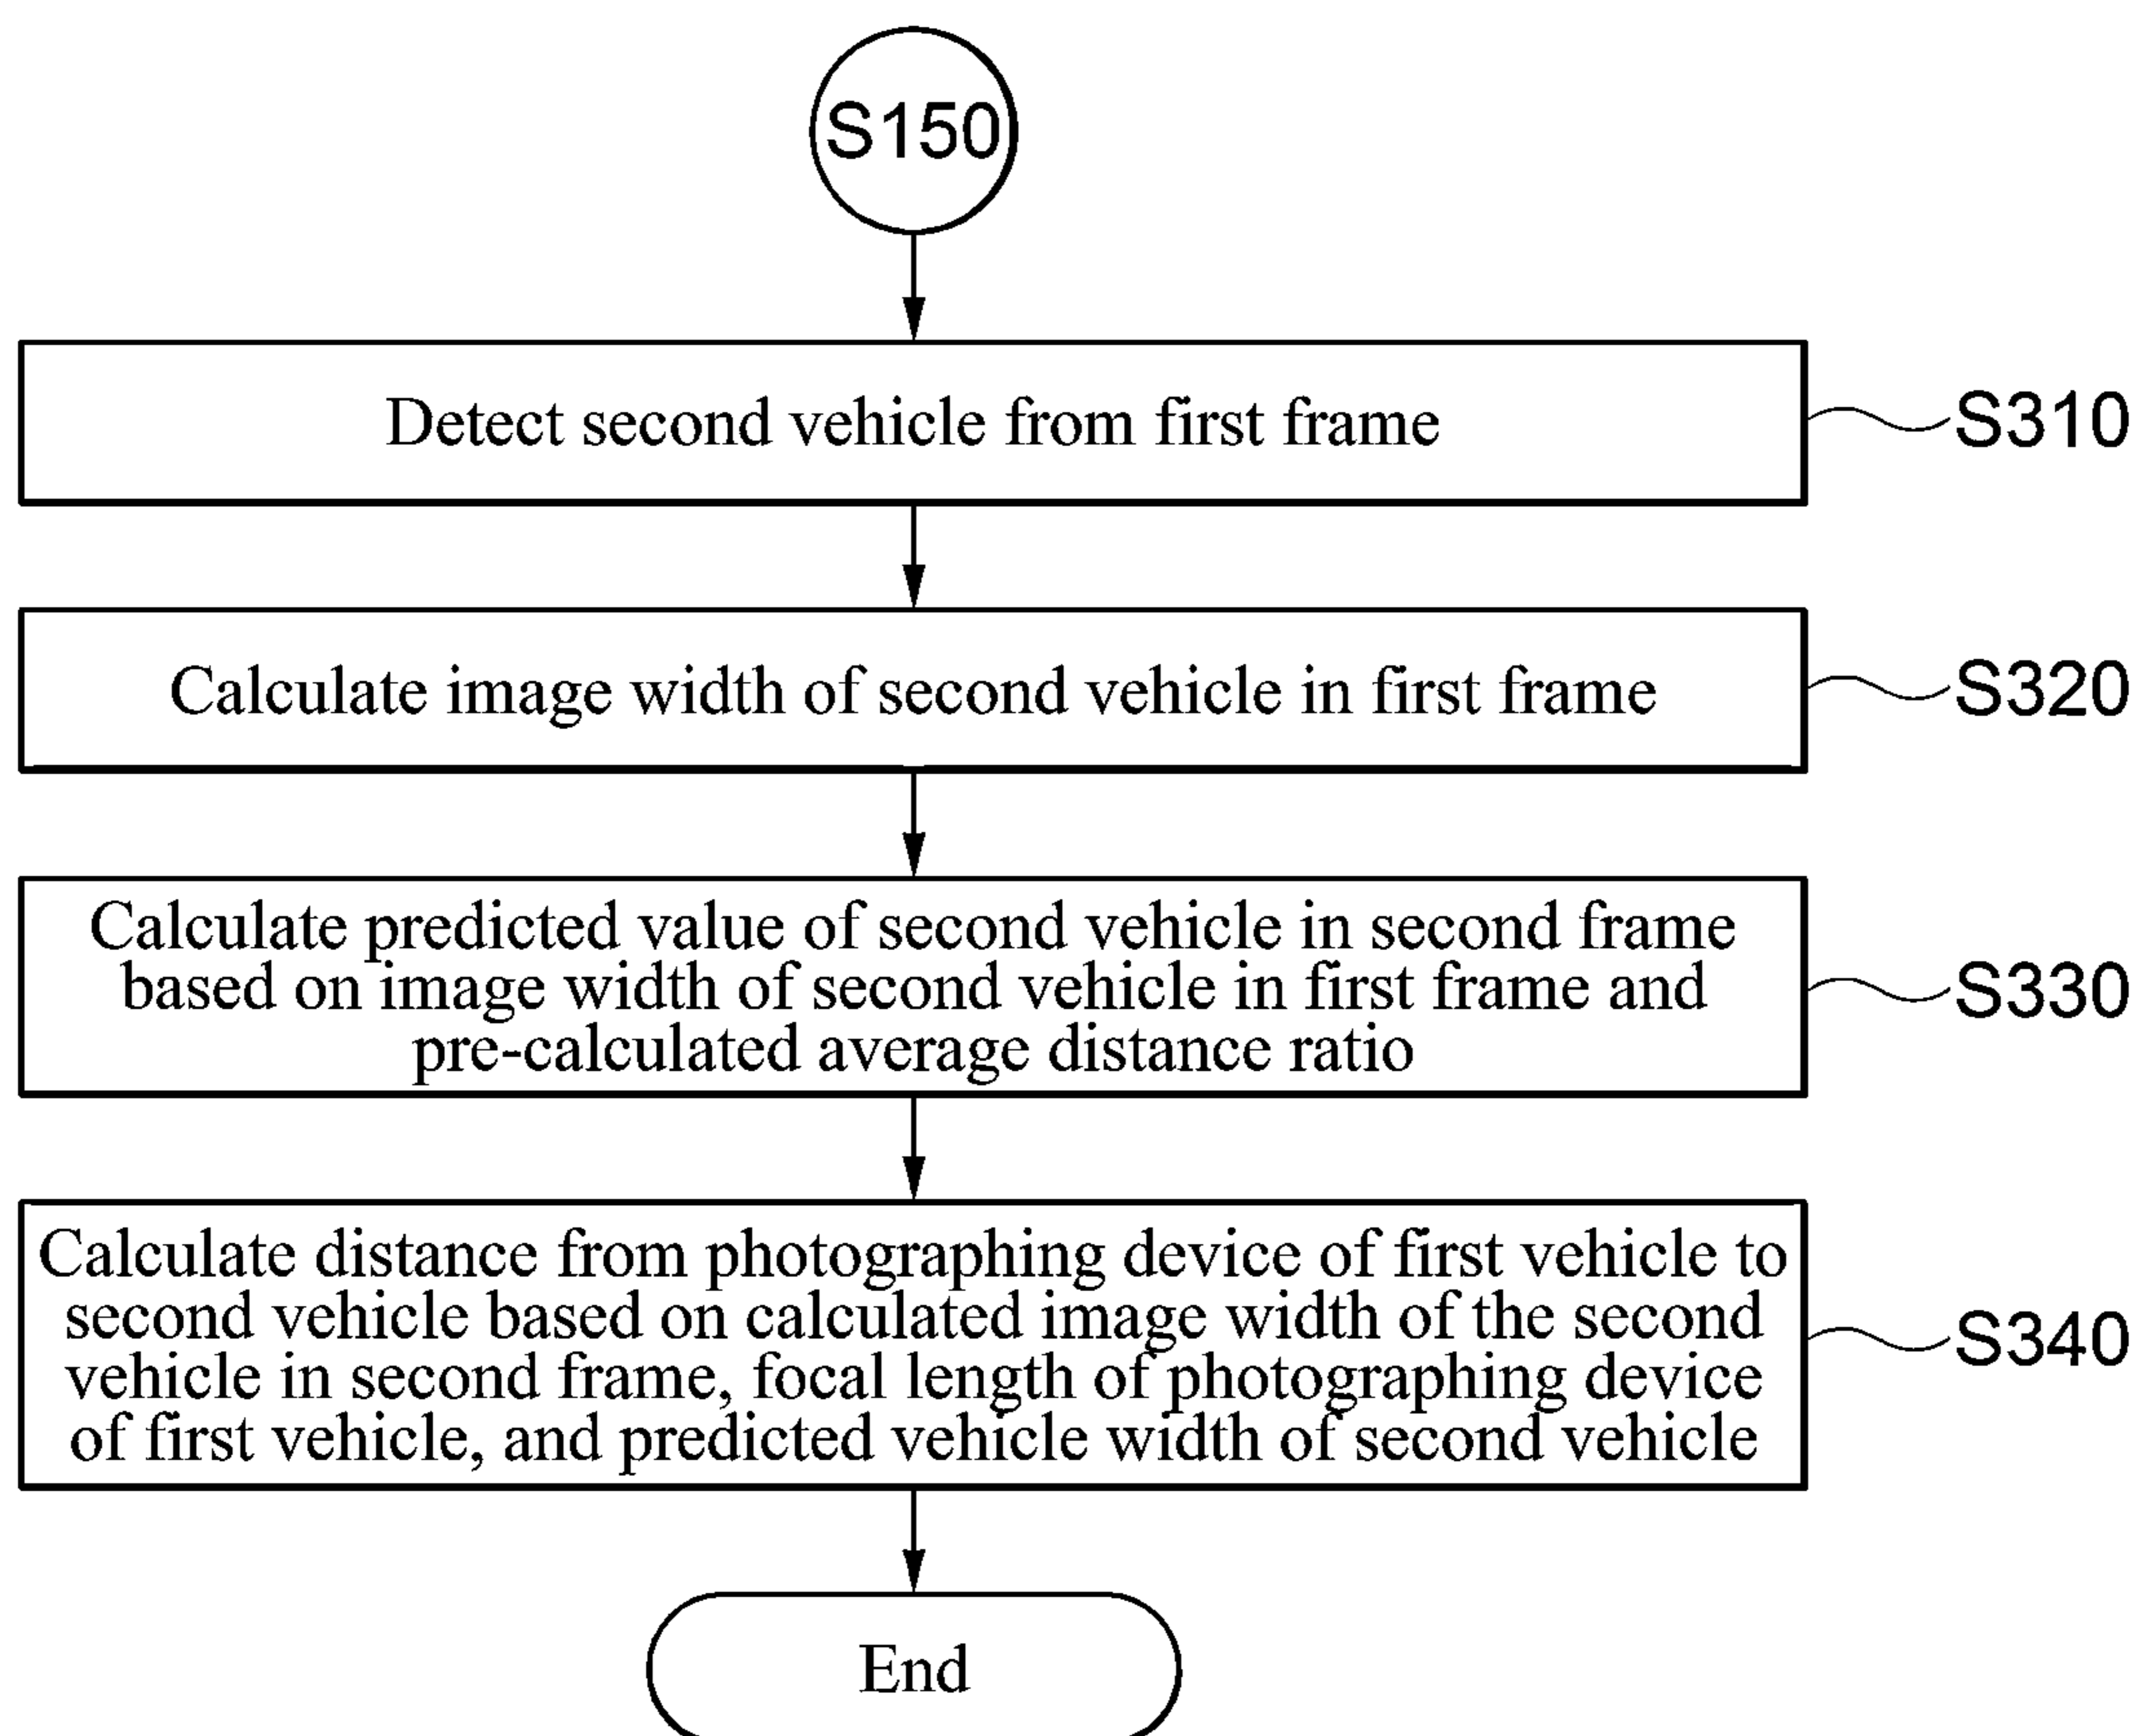 S150
Detect second vehicle from first frame
S310
Calculate image width of second vehicle in first frame
S320
Calculate predicted value of second vehicle in second frame
based on image width of second vehicle in first frame and
pre-calculated average distance ratio
S330
Calculate distance from photographing device of first vehicle to
second vehicle based on calculated image width of the second
vehicle in second frame, focal length of photographing device
of first vehicle, and predicted vehicle width of second vehicle
S340
End